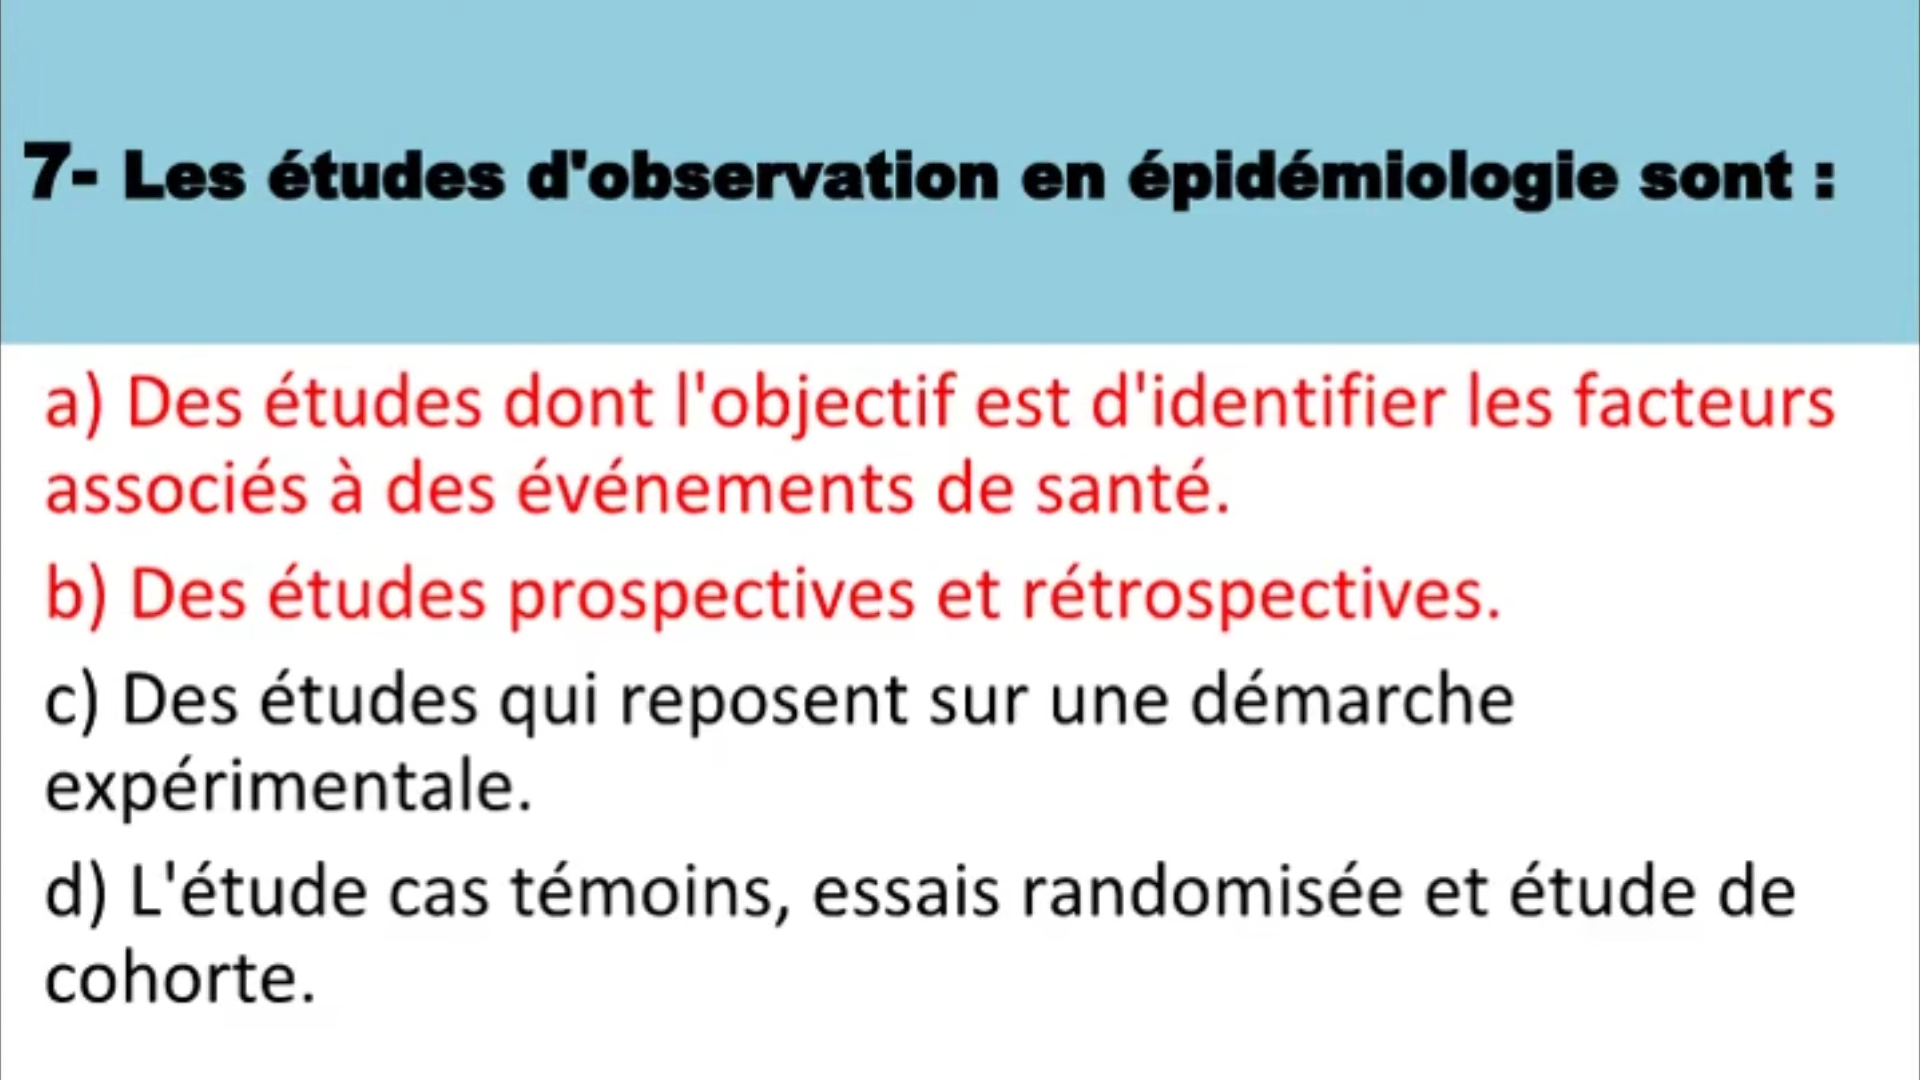 7- Les études d'observation en épidémiologie sont :
a) Des études dont l'objectif est d'identifier les facteurs
associés à des événements de santé.
b) Des études prospectives et rétrospectives.
c) Des études qui reposent sur une démarche
expérimentale.
d) L'étude cas témoins, essais randomisée et étude de
cohorte.